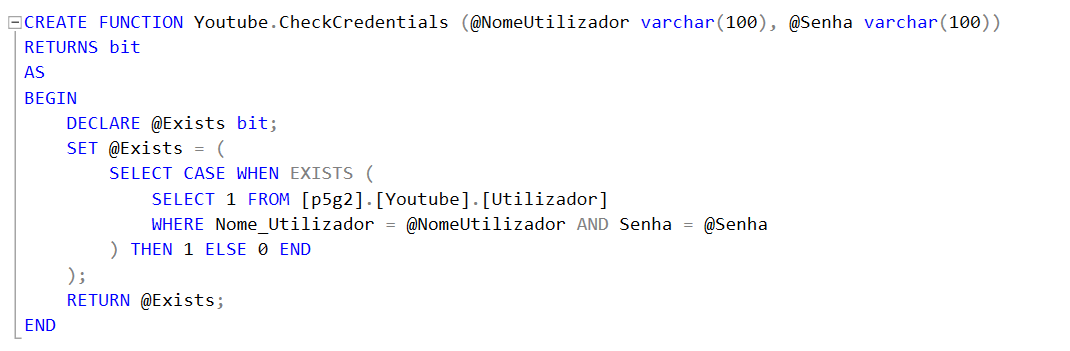 CREATE FUNCTION Youtube.CheckCredentials (@NomeUtilizador varchar(100), @Senha varchar(100))
RETURNS bit
AS
BEGIN
    DECLARE @Exists bit;
    SET @Exists = (
        SELECT CASE WHEN EXISTS (
            SELECT 1 FROM [p5g2].[Youtube].[Utilizador]
            WHERE Nome_Utilizador = @NomeUtilizador AND Senha = @Senha
        ) THEN 1 ELSE 0 END
    );
    RETURN @Exists;
END